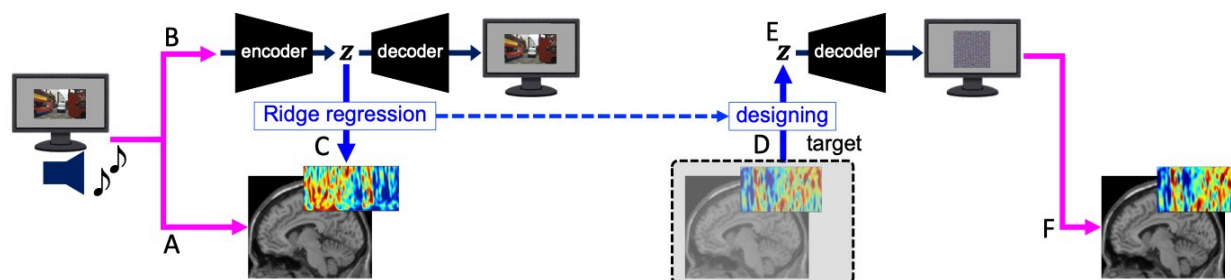 B
encoder
z
decoder
E
z
decoder
Ridge regression
designing
C
D
target
A
F